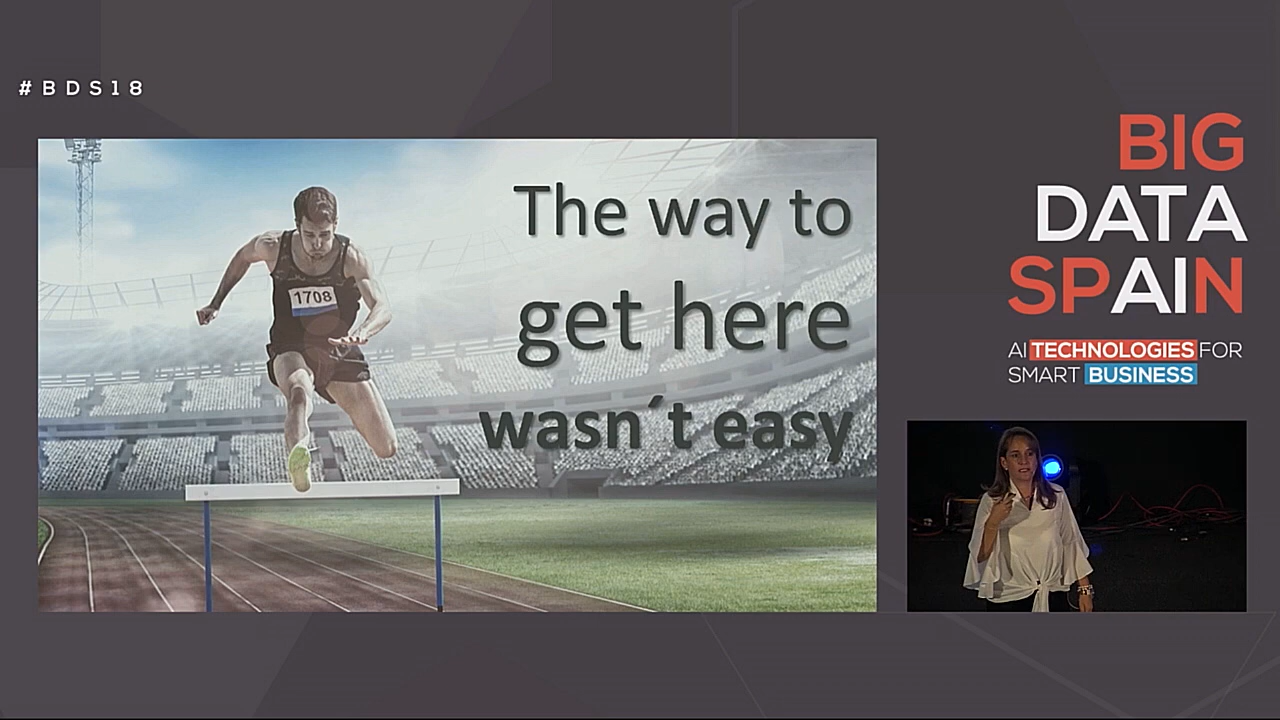 #BDS18
The way to
get here
wasn´t easy
1708
BIG
DATA
SPAIN
AI TECHNOLOGIES FOR
SMART BUSINESS